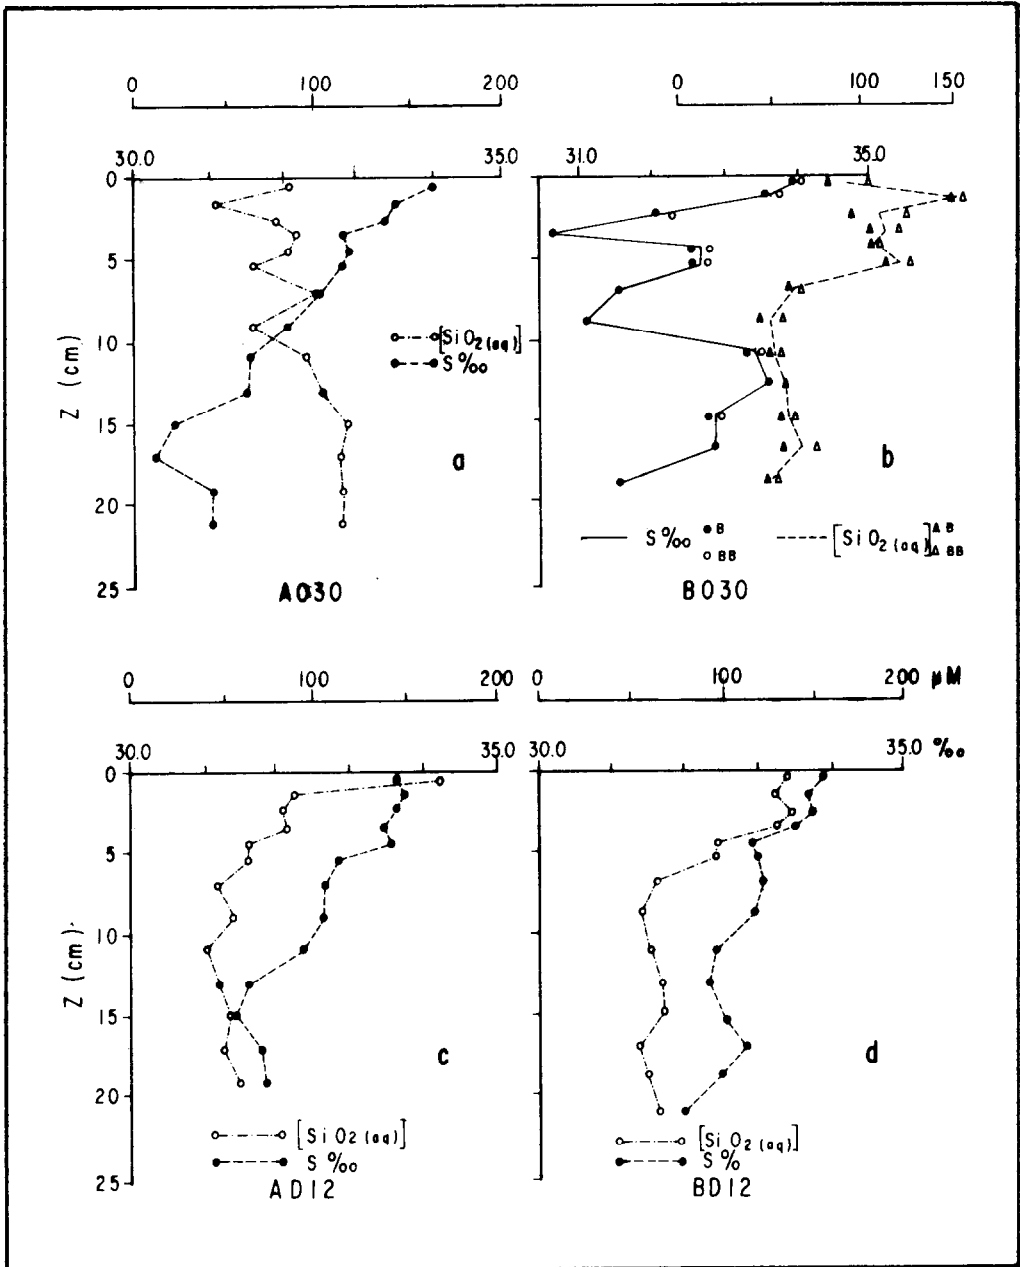 0 100 200
0 100 150
30.0 35.0
31.0 35.0
0
5
10
15
20
25
Z (cm)
[SiO2(aq)]
S‰
a
b
S‰ B
BB
[SiO2(aq)] B
BB
A030
B030
0 100 200
0 100 200 µM
30.0 35.0
30.0 35.0 ‰
0
5
10
15
20
25
Z (cm)
c
d
[SiO2(aq)]
S‰
AD12
[SiO2(aq)]
S%
BD12